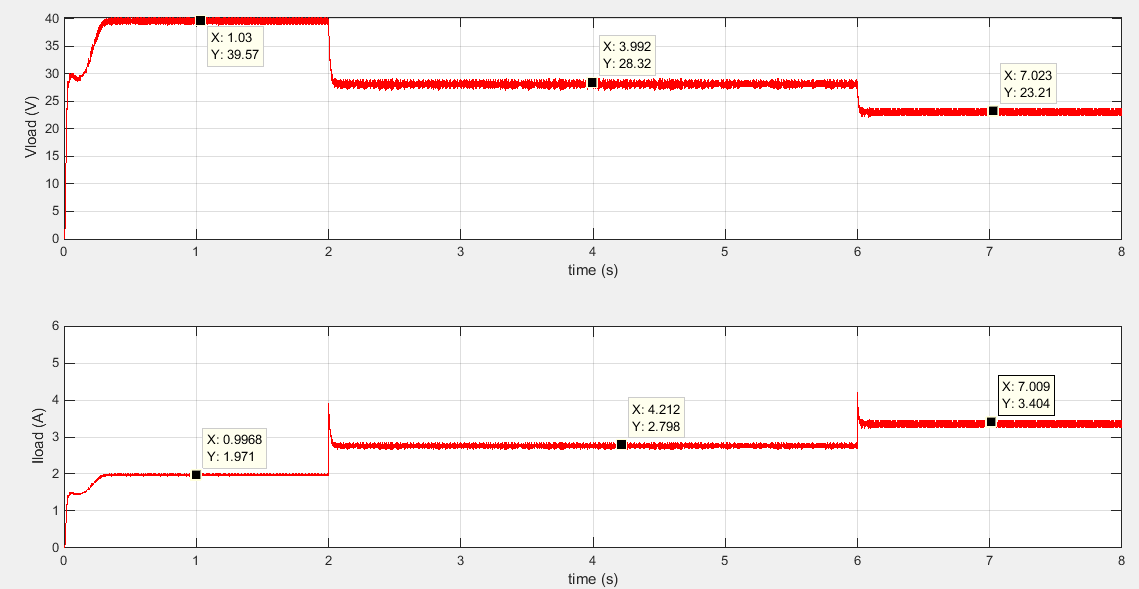 40
35
30
25
20
15
10
5
0
Vload (V)
X: 1.03
Y: 39.57
X: 3.992
Y: 28.32
X: 7.023
Y: 23.21
0 1 2 3 4 5 6 7 8
time (s)
6
5
4
3
2
1
0
Iload (A)
X: 0.9968
Y: 1.971
X: 4.212
Y: 2.798
X: 7.009
Y: 3.404
0 1 2 3 4 5 6 7 8
time (s)